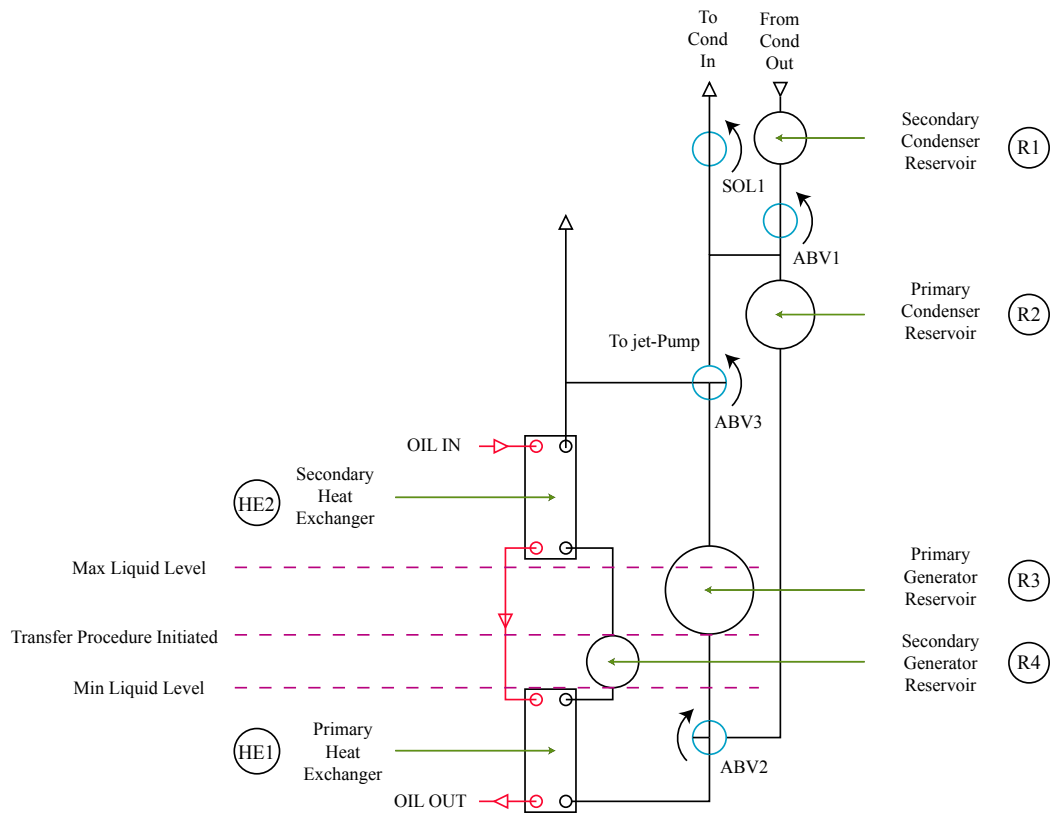 To
Cond
In
From
Cond
Out
Secondary
Condenser
Reservoir
R1
SOL1
ABV1
Primary
Condenser
Reservoir
R2
To jet-Pump
ABV3
OIL IN
HE2
Secondary
Heat
Exchanger
Max Liquid Level
Primary
Generator
Reservoir
R3
Transfer Procedure Initiated
Secondary
Generator
Reservoir
R4
Min Liquid Level
HE1
Primary
Heat
Exchanger
ABV2
OIL OUT